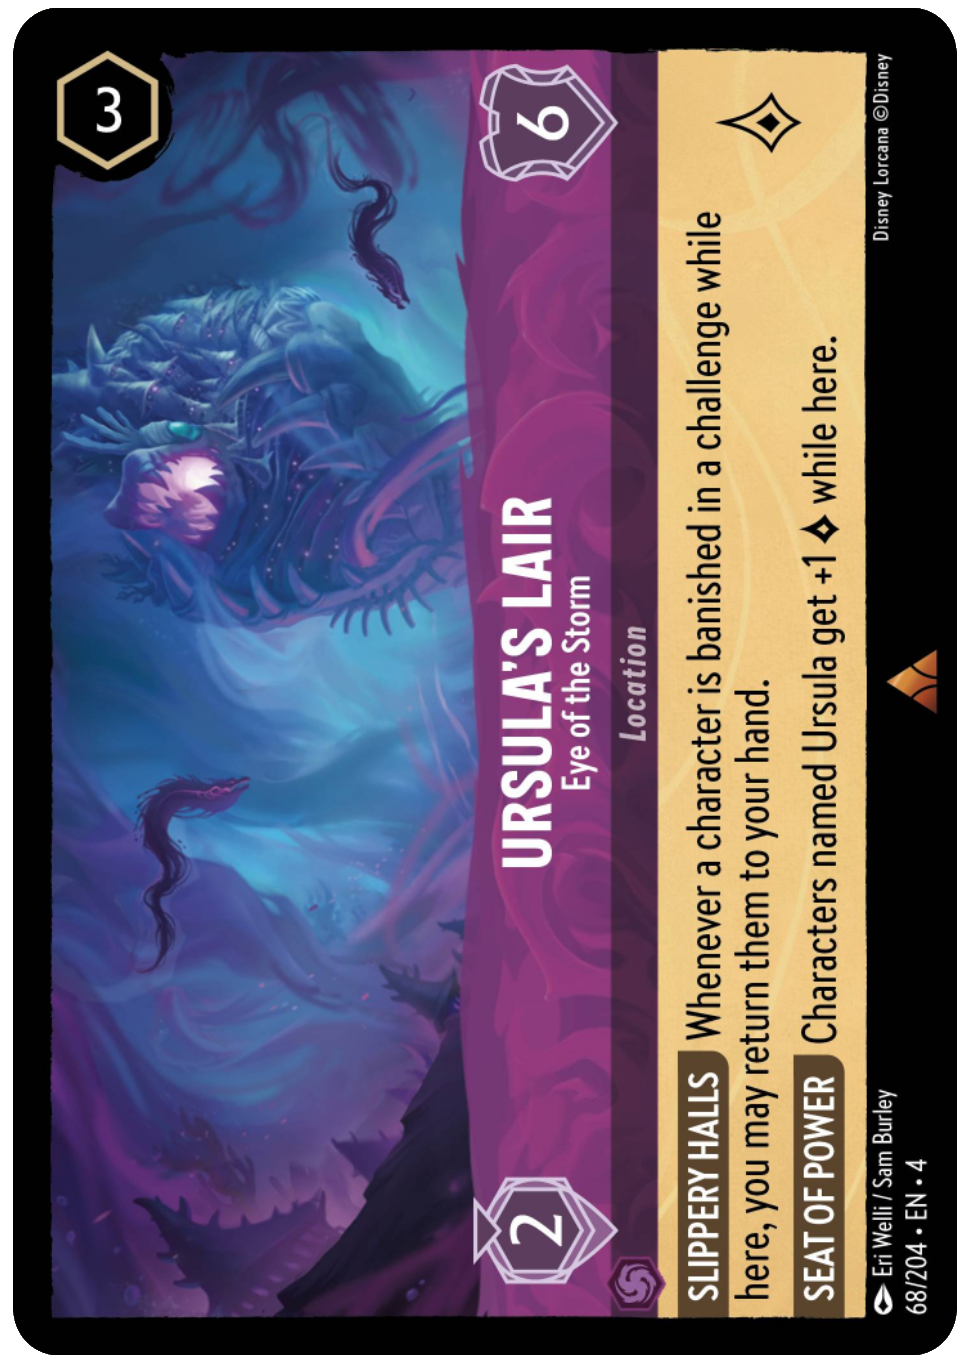 3
2
URSULA'S LAIR
6
Eye of the Storm
Location
SLIPPERY HALLS Whenever a character is banished in a challenge while
here, you may return them to your hand.
SEAT OF POWER Characters named Ursula get +1 while here.
Eri Welli / Sam Burley
Disney Lorcana ©Disney
68/204 • EN • 4